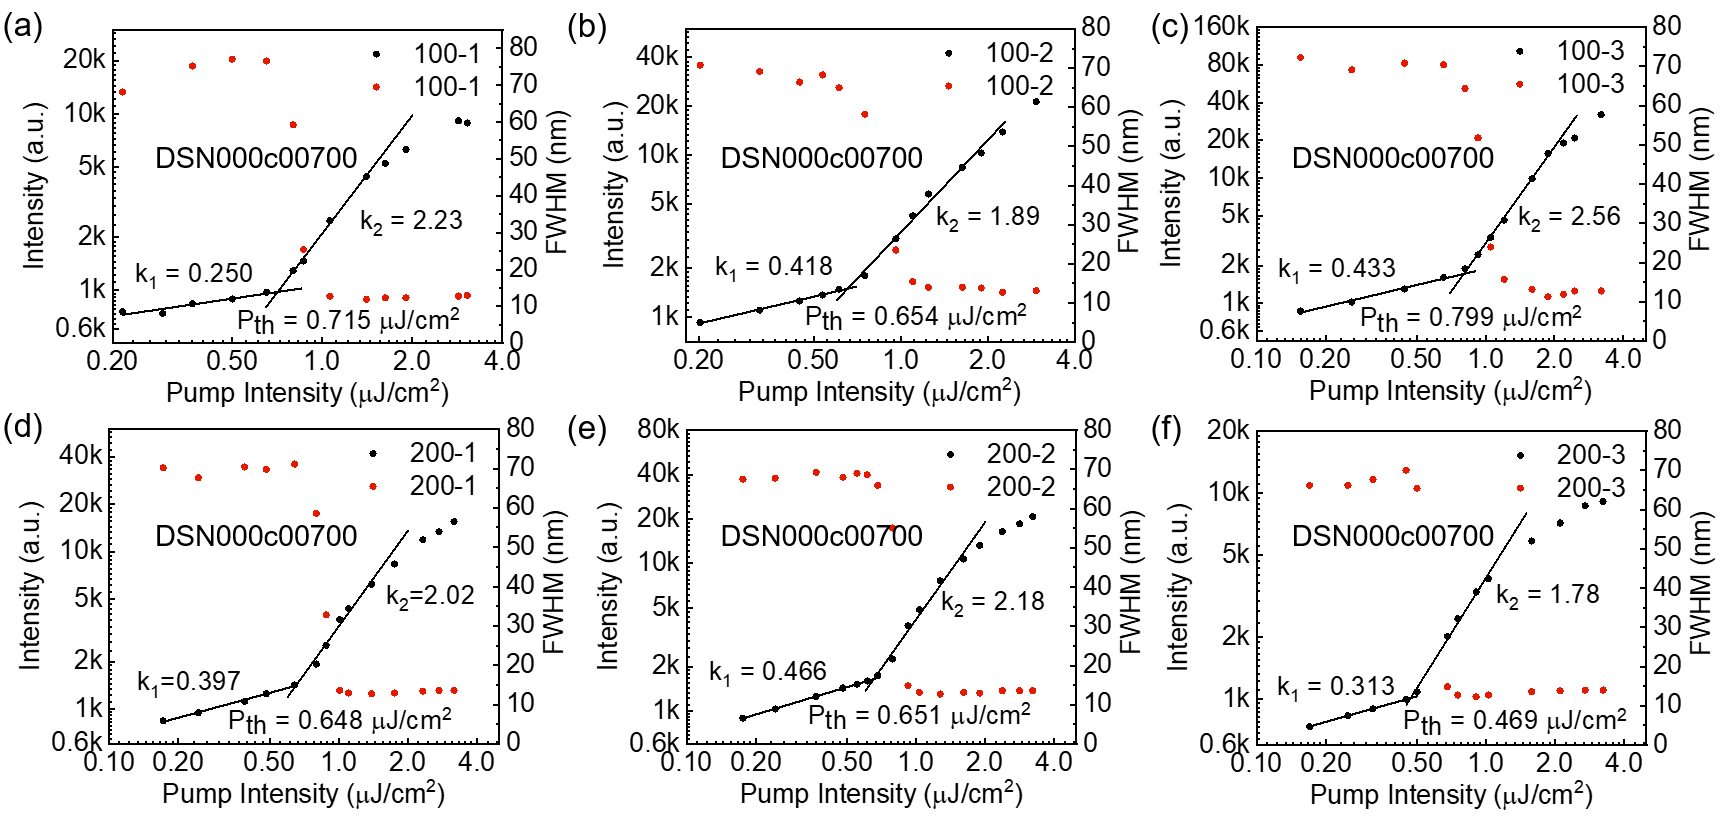 (a)
20k
10k
5k
2k
1k
0.6k
Intensity (a.u.)
100-1
100-1
DSN000c00700
k2 = 2.23
k1 = 0.250
Pth = 0.715 μJ/cm²
80
70
60
50
40
30
20
10
0
FWHM (nm)
0.20 0.50 1.0 2.0 4.0
Pump Intensity (μJ/cm²)
(b)
40k
20k
10k
5k
2k
1k
Intensity (a.u.)
100-2
100-2
DSN000c00700
k2 = 1.89
k1 = 0.418
Pth = 0.654 μJ/cm²
80
70
60
50
40
30
20
10
0
FWHM (nm)
0.20 0.50 1.0 2.0 4.0
Pump Intensity (μJ/cm²)
(c)
160k
80k
40k
20k
10k
5k
2k
1k
0.6k
Intensity (a.u.)
100-3
100-3
DSN000c00700
k2 = 2.56
k1 = 0.433
Pth = 0.799 μJ/cm²
80
70
60
50
40
30
20
10
0
FWHM (nm)
0.10 0.20 0.50 1.0 2.0 4.0
Pump Intensity (μJ/cm²)
(d)
40k
20k
10k
5k
2k
1k
0.6k
Intensity (a.u.)
200-1
200-1
DSN000c00700
k2=2.02
k1=0.397
Pth = 0.648 μJ/cm²
80
70
60
50
40
30
20
10
0
FWHM (nm)
0.10 0.20 0.50 1.0 2.0 4.0
Pump Intensity (μJ/cm²)
(e)
80k
40k
20k
10k
5k
2k
1k
0.6k
Intensity (a.u.)
200-2
200-2
DSN000c00700
k2 = 2.18
k1 = 0.466
Pth = 0.651 μJ/cm²
80
70
60
50
40
30
20
10
0
FWHM (nm)
0.10 0.20 0.50 1.0 2.0 4.0
Pump Intensity (μJ/cm²)
(f)
20k
10k
5k
2k
1k
0.6k
Intensity (a.u.)
200-3
200-3
DSN000c00700
k2 = 1.78
k1 = 0.313
Pth = 0.469 μJ/cm²
80
70
60
50
40
30
20
10
0
FWHM (nm)
0.10 0.20 0.50 1.0 2.0 4.0
Pump Intensity (μJ/cm²)